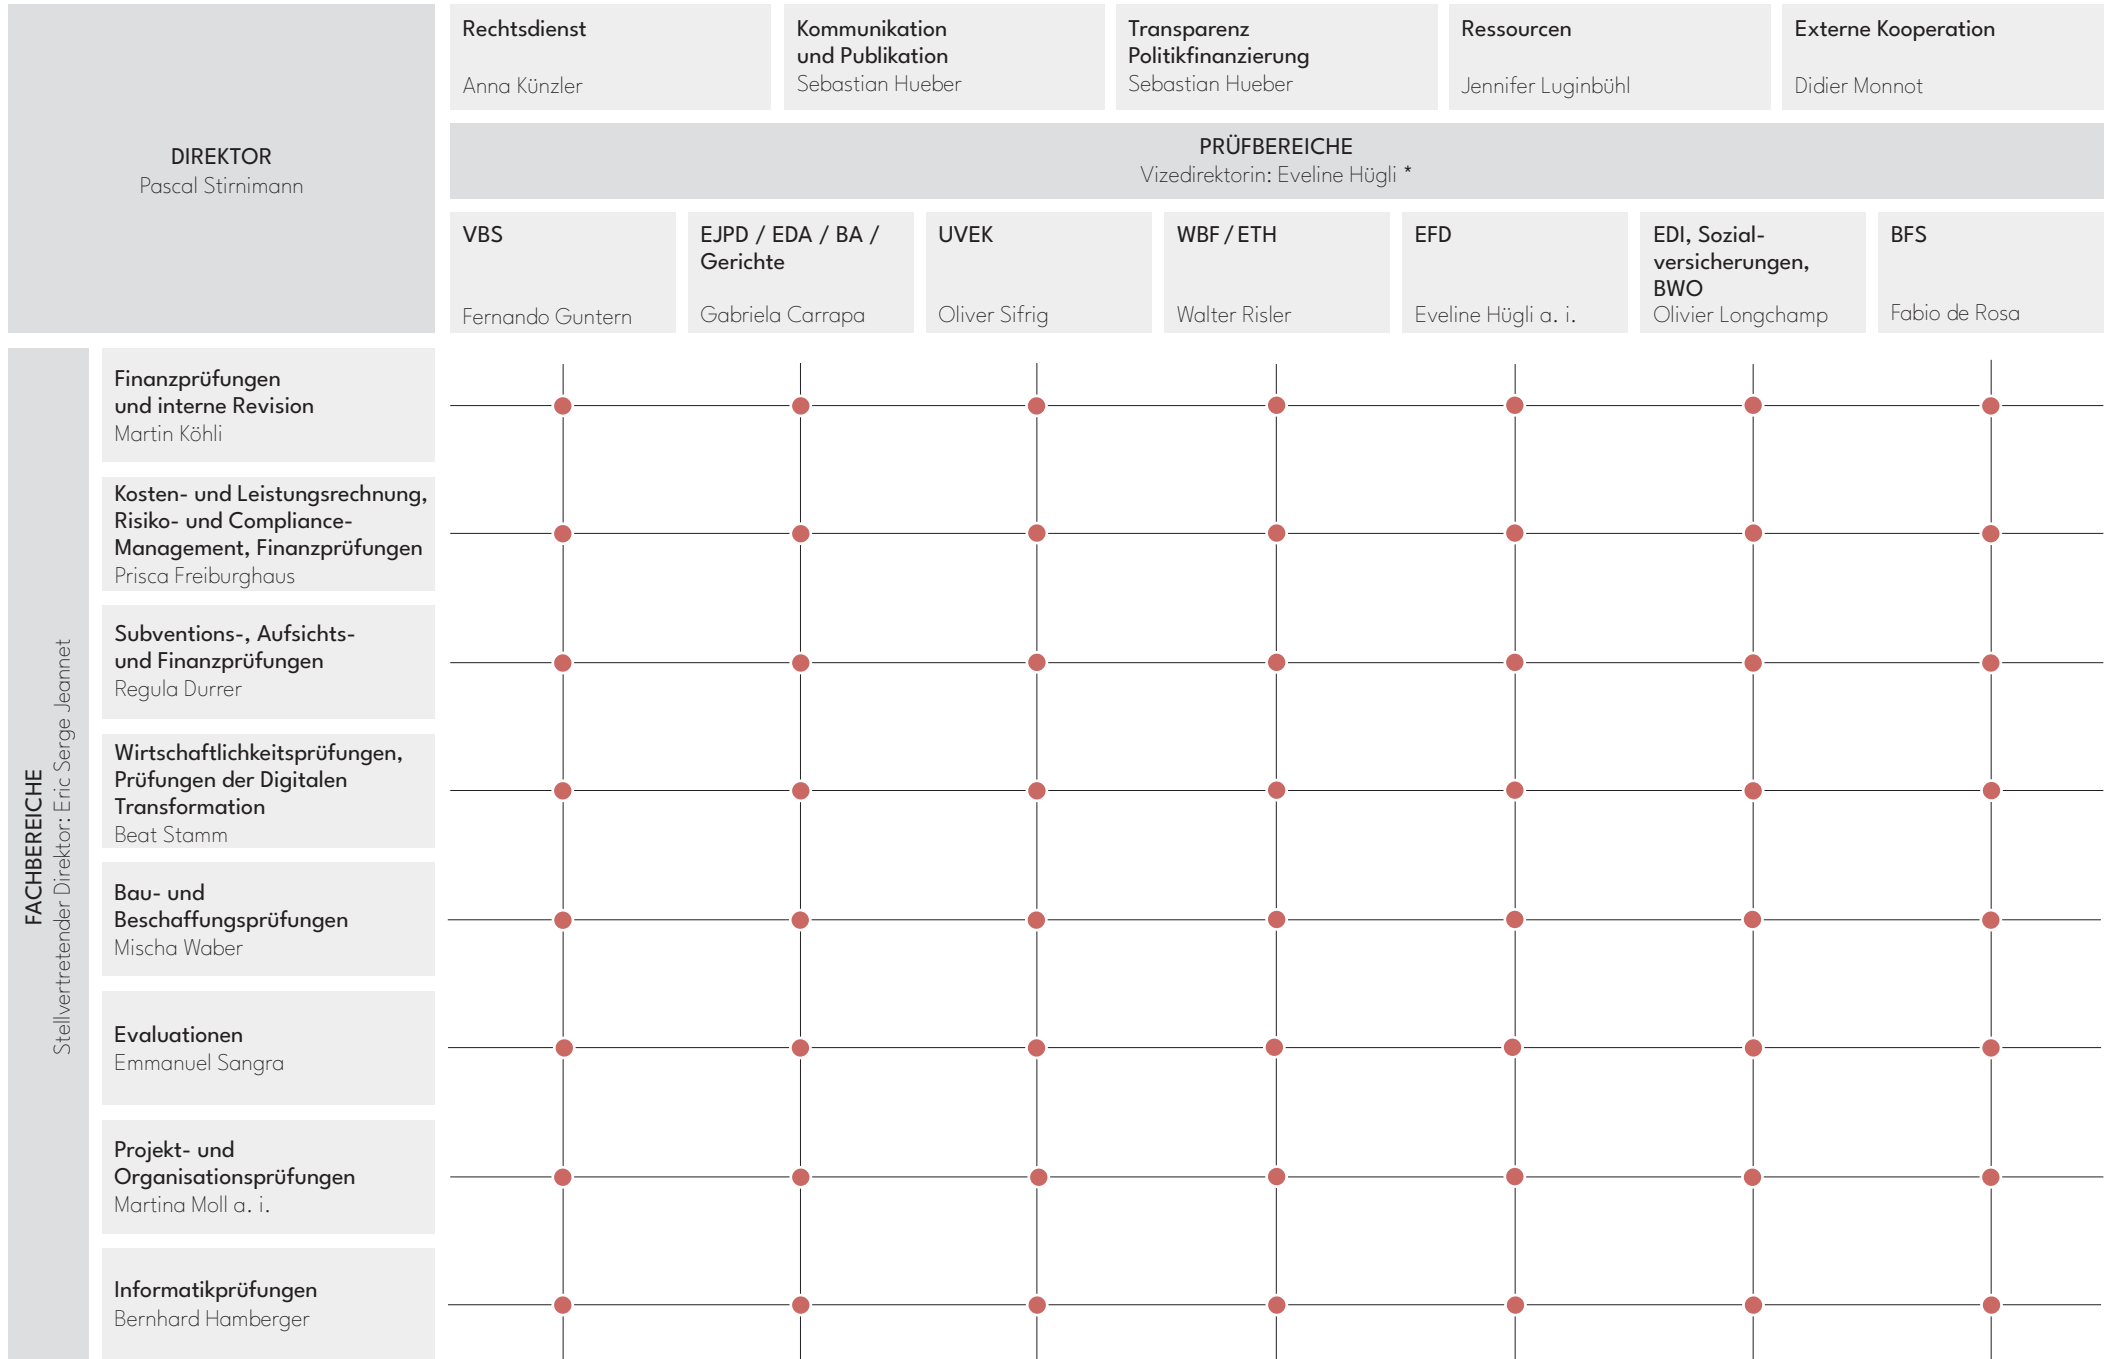 DIREKTOR
Pascal Stirnimann
Rechtsdienst
Anna Künzler
Kommunikation
und Publikation
Sebastian Hueber
Transparenz
Politikfinanzierung
Sebastian Hueber
Ressourcen
Jennifer Luginbühl
Externe Kooperation
Didier Monnot
PRÜFBEREICHE
Vizedirektorin: Eveline Hügli *
VBS
Fernando Guntern
EJPD / EDA / BA /
Gerichte
Gabriela Carrapa
UVEK
Oliver Sifrig
WBF / ETH
Walter Risler
EFD
Eveline Hügli a. i.
EDI, Sozial-
versicherungen,
BWO
Olivier Longchamp
BFS
Fabio de Rosa
FACHBEREICHE
Stellvertretender Direktor: Eric Serge Jeannet
Finanzprüfungen
und interne Revision
Martin Köhli
Kosten- und Leistungsrechnung,
Risiko- und Compliance-
Management, Finanzprüfungen
Prisca Freiburghaus
Subventions-, Aufsichts-
und Finanzprüfungen
Regula Durrer
Wirtschaftlichkeitsprüfungen,
Prüfungen der Digitalen
Transformation
Beat Stamm
Bau- und
Beschaffungsprüfungen
Mischa Waber
Evaluationen
Emmanuel Sangra
Projekt- und
Organisationsprüfungen
Martina Moll a. i.
Informatikprüfungen
Bernhard Hamberger